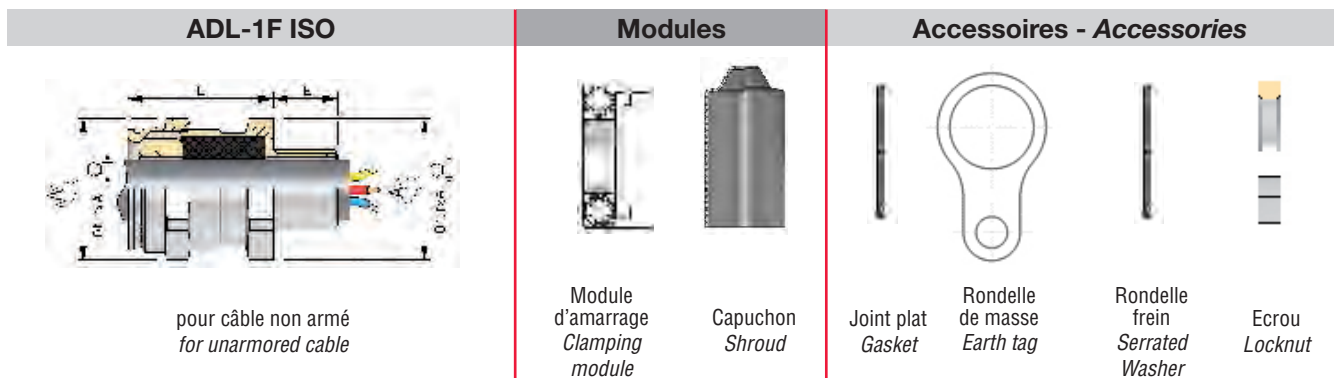 ADL-1F ISO
Modules
Accessoires - Accessories
L
E
pour câble non armé
for unarmored cable
Module
d'amarrage
Clamping
module
Capuchon
Shroud
Joint plat
Gasket
Rondelle
de masse
Earth tag
Rondelle
frein
Serrated
Washer
Ecrou
Locknut